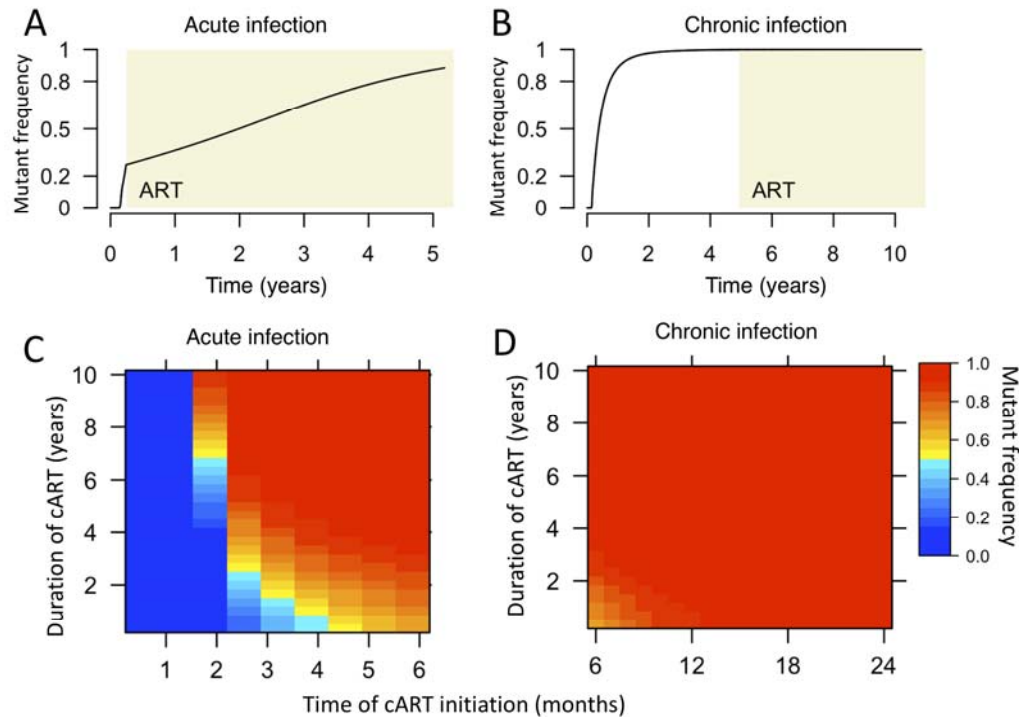 A
Acute infection
Mutant frequency
1
0.8
0.5
0.2
0
ART
0 1 2 3 4 5
Time (years)
B
Chronic infection
Mutant frequency
1
0.8
0.5
0.2
0
ART
0 2 4 6 8 10
Time (years)
C
Acute infection
Duration of cART (years)
10
8
6
4
2
1 2 3 4 5 6
D
Chronic infection
Duration of cART (years)
10
8
6
4
2
6 12 18 24
1.0
0.8
0.6
0.4
0.2
0.0
Mutant frequency
Time of cART initiation (months)